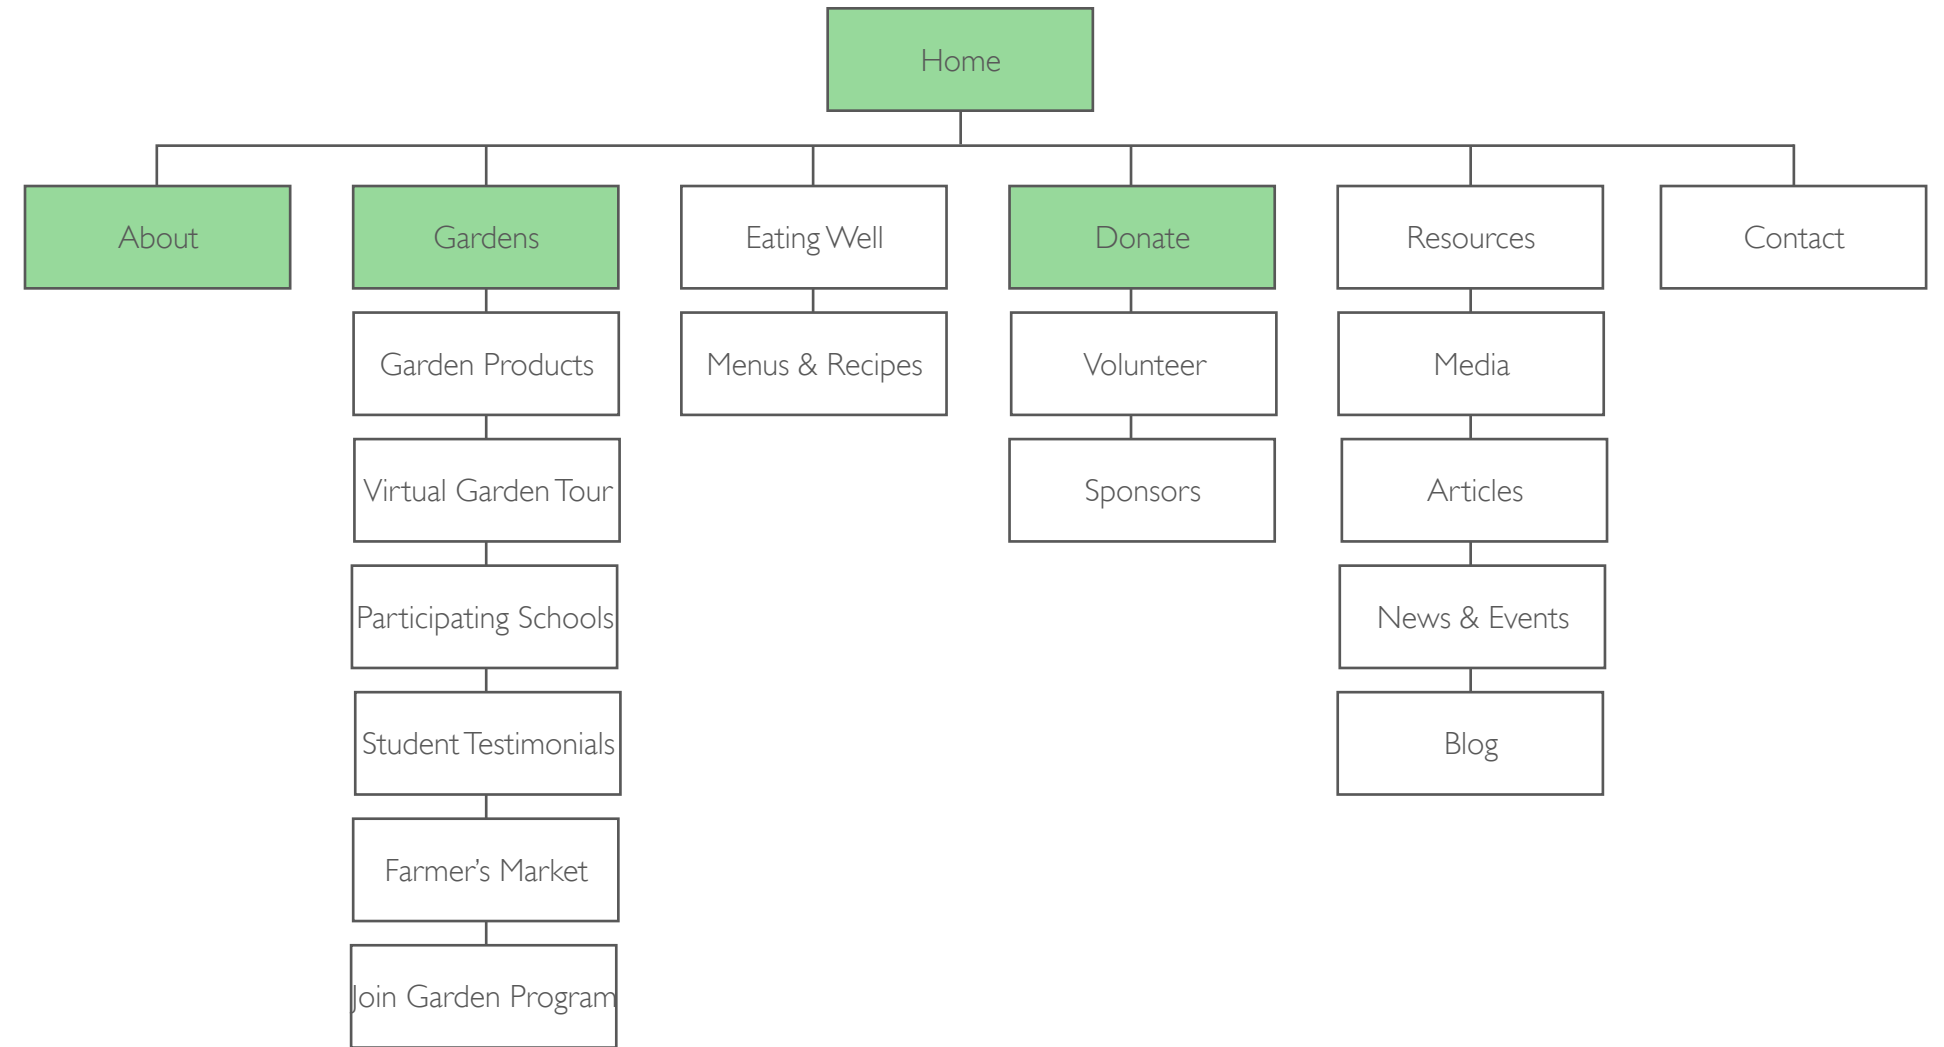 Home
About
Gardens
Eating Well
Donate
Resources
Contact
Garden Products
Menus & Recipes
Volunteer
Media
Virtual Garden Tour
Sponsors
Articles
Participating Schools
News & Events
Student Testimonials
Blog
Farmer’s Market
Join Garden Program